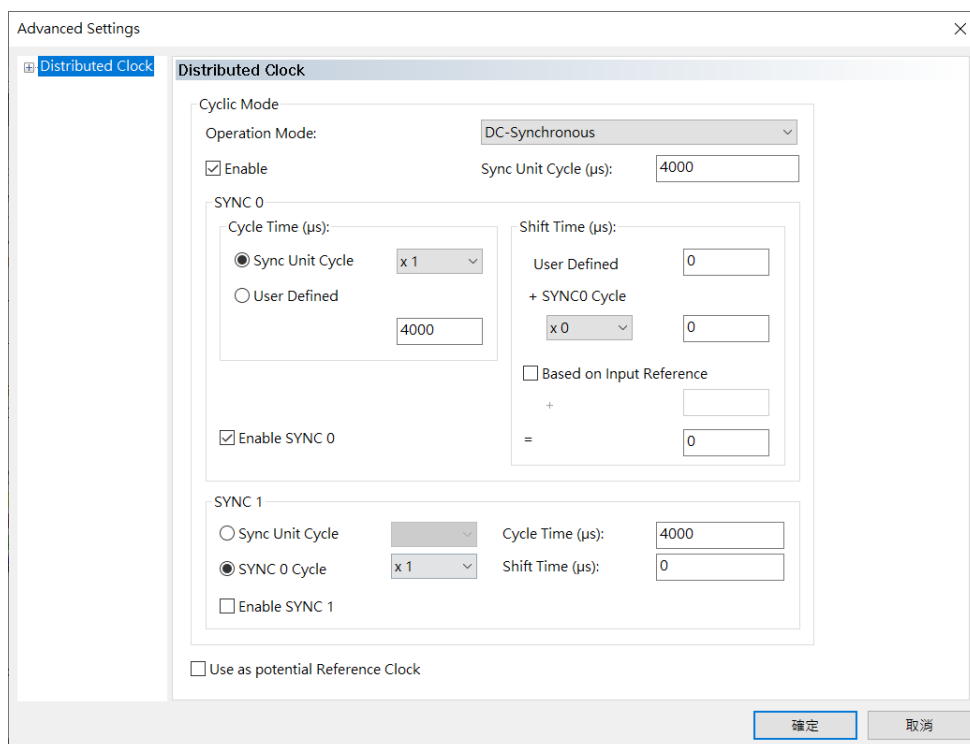 Advanced Settings
Distributed Clock
Distributed Clock
Cyclic Mode
Operation Mode:
DC-Synchronous
Enable
Sync Unit Cycle (µs):
4000
SYNC 0
Cycle Time (µs):
Sync Unit Cycle
x 1
User Defined
4000
Shift Time (µs):
User Defined
0
+ SYNC0 Cycle
x 0
0
Based on Input Reference
+
Enable SYNC 0
=
0
SYNC 1
Sync Unit Cycle
Cycle Time (µs):
4000
SYNC 0 Cycle
x 1
Shift Time (µs):
0
Enable SYNC 1
Use as potential Reference Clock
確定
取消